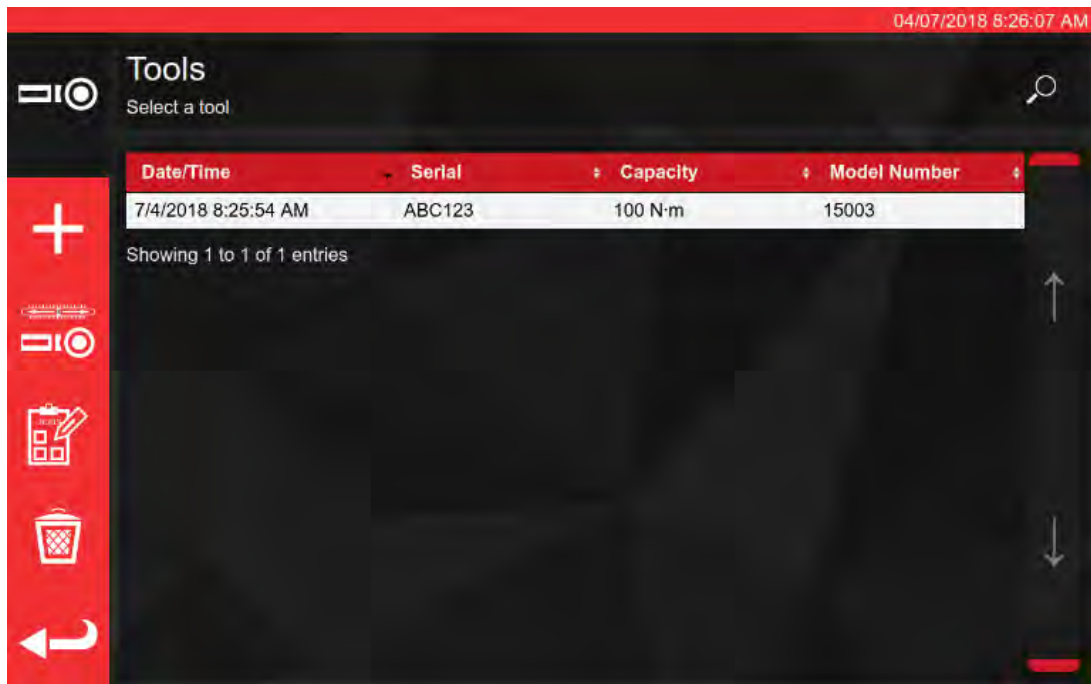 04/07/2018 8:26:07 AM
Tools
Select a tool
Date/Time Serial Capacity Model Number
7/4/2018 8:25:54 AM ABC123 100 N·m 15003
Showing 1 to 1 of 1 entries